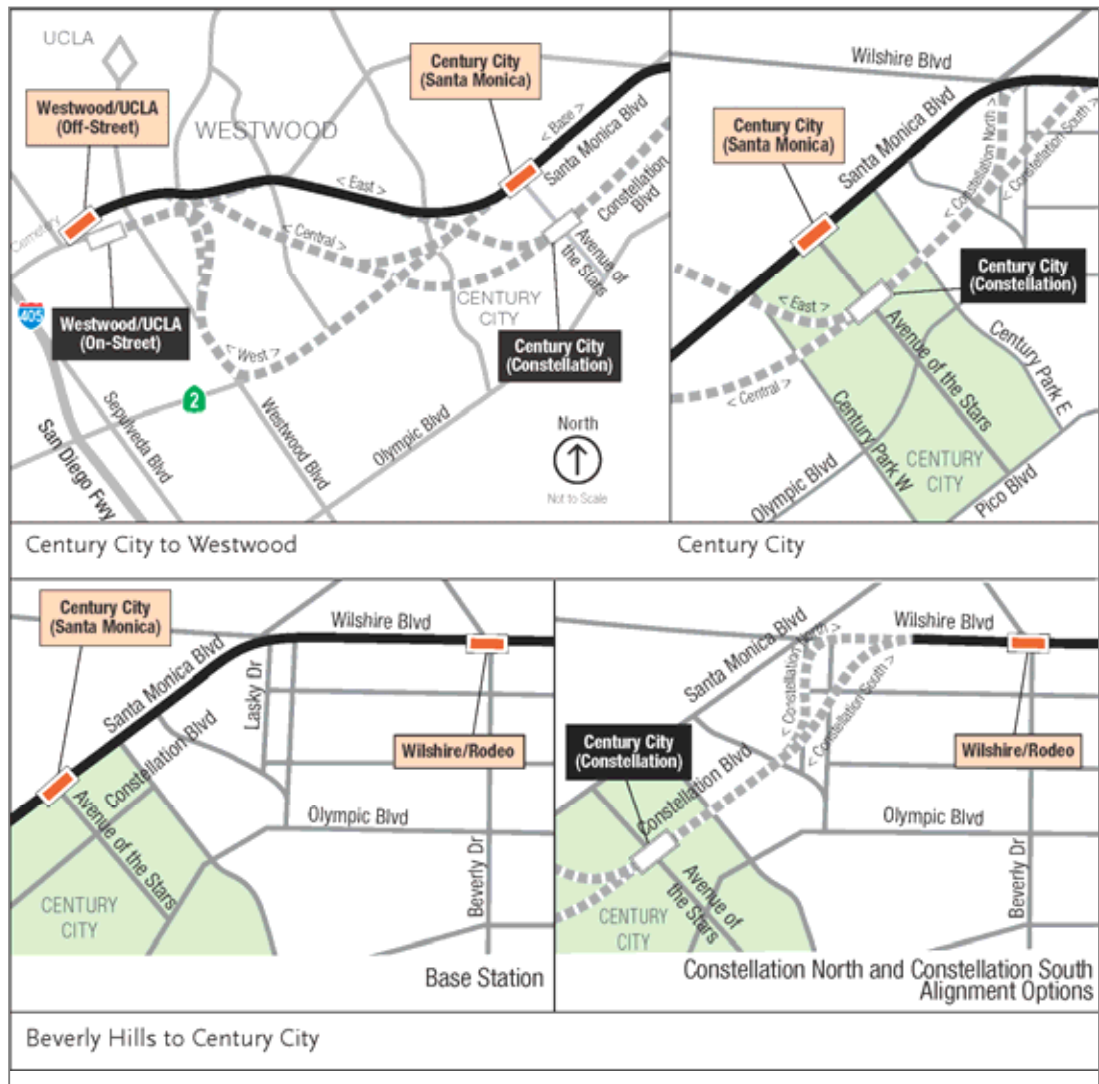 UCLA
Westwood/UCLA
(Off-Street)
WESTWOOD
Century City
(Santa Monica)
< Base >
Santa Monica Blvd
Constellation
Blvd
< East >
Cemetery
< Central >
Avenue of
the Stars
405
Westwood/UCLA
(On-Street)
CENTURY
CITY
Century City
(Constellation)
< West >
2
Sepulveda Blvd
Westwood Blvd
San Diego Fwy
Olympic Blvd
North
Not to Scale
Century City to Westwood
Wilshire Blvd
Century City
(Santa Monica)
Santa Monica Blvd
< Constellation North >
< Constellation South >
Century City
(Constellation)
< East >
Avenue of the Stars
Century Park E
< Central >
Century Park W
CENTURY
CITY
Olympic Blvd
Pico Blvd
Century City
Century City
(Santa Monica)
Wilshire Blvd
Santa Monica Blvd
Lasky Dr
Constellation Blvd
Wilshire/Rodeo
Avenue of the Stars
Olympic Blvd
Beverly Dr
CENTURY
CITY
Base Station
Wilshire Blvd
Santa Monica Blvd
< Constellation North >
< Constellation South >
Century City
(Constellation)
Wilshire/Rodeo
Constellation Blvd
Olympic Blvd
Avenue of
the Stars
Beverly Dr
CENTURY
CITY
Constellation North and Constellation South
Alignment Options
Beverly Hills to Century City